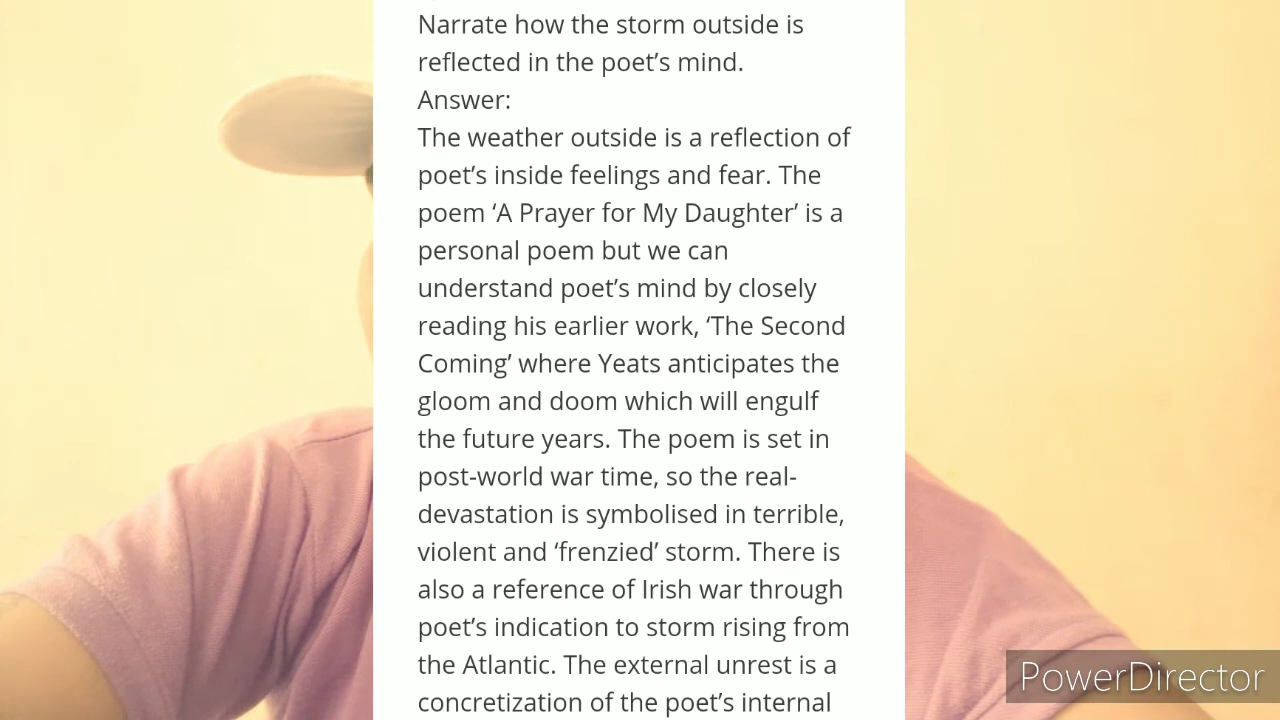 Narrate how the storm outside is
reflected in the poet’s mind.
Answer:
The weather outside is a reflection of
poet’s inside feelings and fear. The
poem ‘A Prayer for My Daughter’ is a
personal poem but we can
understand poet’s mind by closely
reading his earlier work, ‘The Second
Coming’ where Yeats anticipates the
gloom and doom which will engulf
the future years. The poem is set in
post-world war time, so the real-
devastation is symbolised in terrible,
violent and ‘frenzied’ storm. There is
also a reference of Irish war through
poet’s indication to storm rising from
the Atlantic. The external unrest is a
concretization of the poet’s internal
PowerDirector